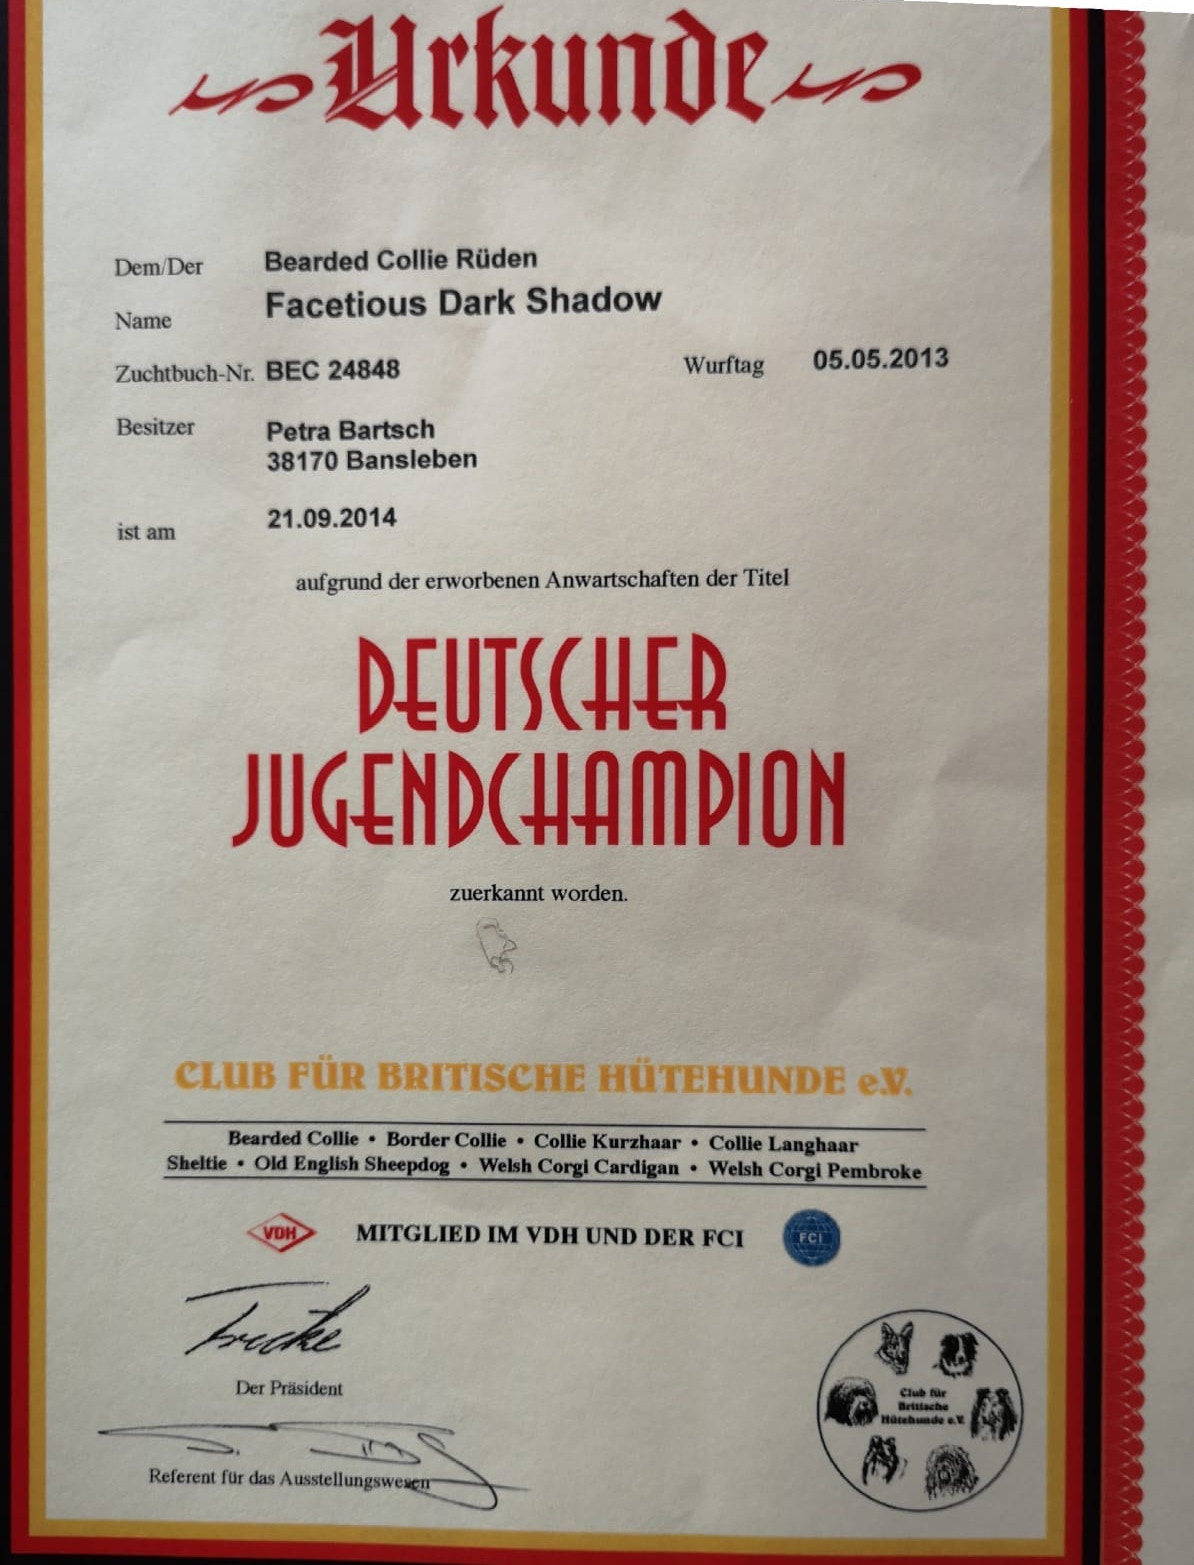 Urkunde
Dem/Der Bearded Collie Rüden
Name Facetious Dark Shadow
Zuchtbuch-Nr. BEC 24848 Wurftag 05.05.2013
Besitzer Petra Bartsch
38170 Bansleben
ist am 21.09.2014
aufgrund der erworbenen Anwartschaften der Titel
DEUTSCHER
JUGENDCHAMPION
zuerkannt worden.
CLUB FÜR BRITISCHE HÜTEHUNDE e.V.
Bearded Collie • Border Collie • Collie Kurzhaar • Collie Langhaar
Sheltie • Old English Sheepdog • Welsh Corgi Cardigan • Welsh Corgi Pembroke
VDH MITGLIED IM VDH UND DER FCI FCI
Der Präsident
Referent für das Ausstellungswesen
Club für
Britische
Hütehunde e.V.